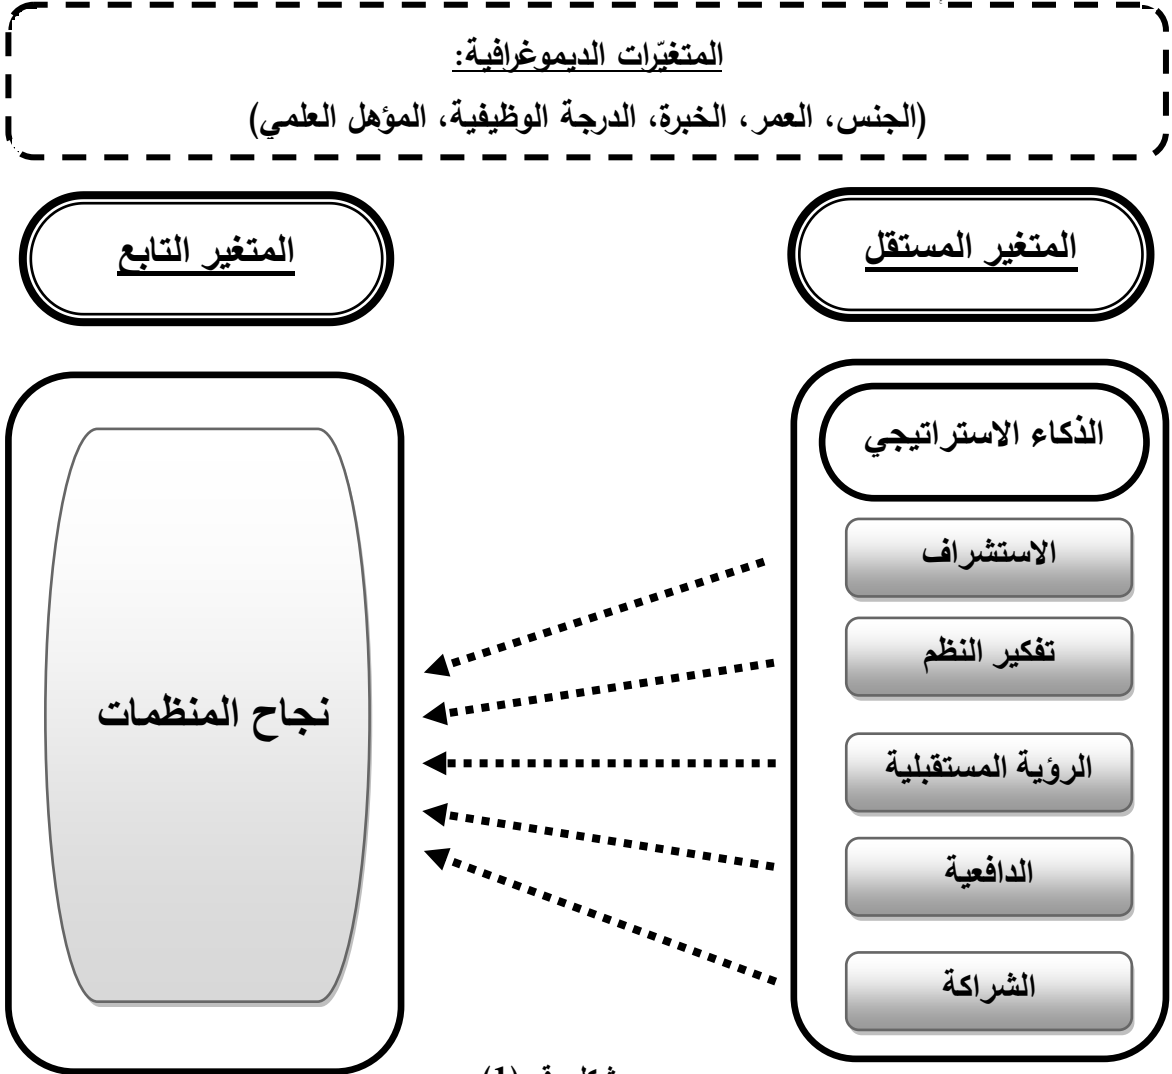 المتغيّرات الديموغرافية:
(الجنس، العمر، الخبرة، الدرجة الوظيفية، المؤهل العلمي)
المتغير المستقل
المتغير التابع
الذكاء الاستراتيجي
الاستشراف
تفكير النظم
الرؤية المستقبلية
الدافعية
الشراكة
نجاح المنظمات
(1)